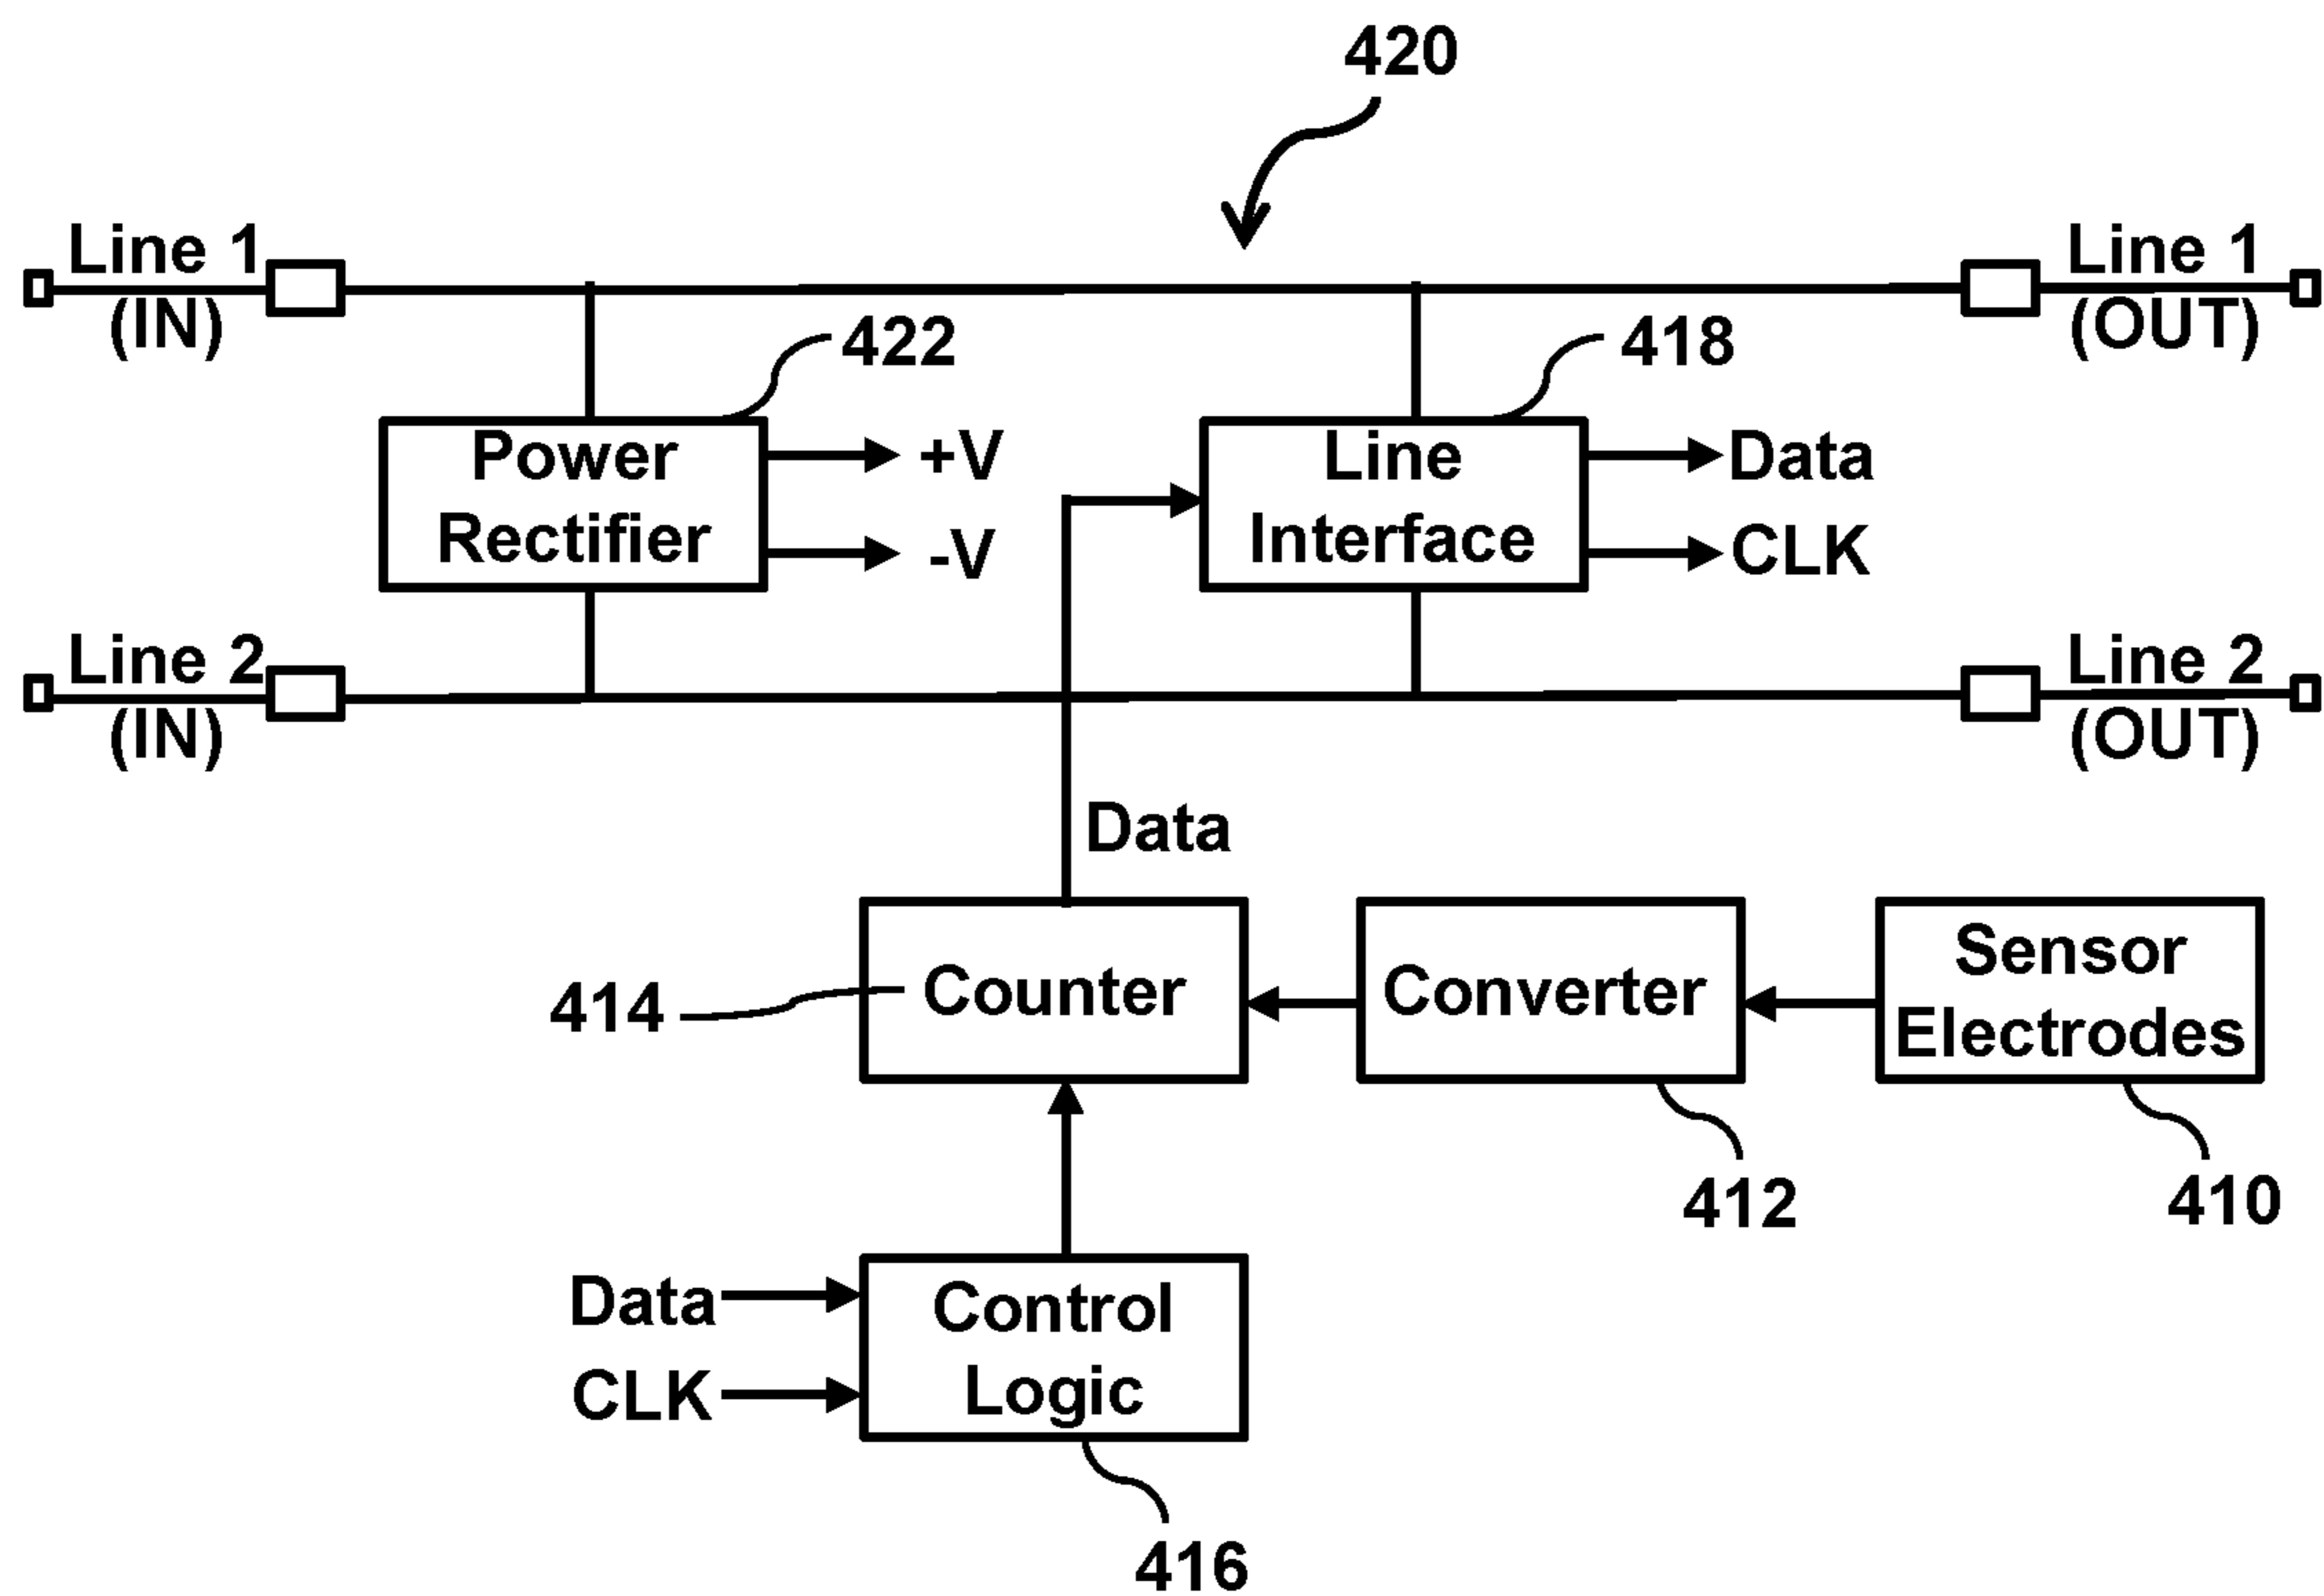 420
Line 1
(IN)
Line 1
(OUT)
422
418
Power
Rectifier
+V
-V
Line
Interface
Data
CLK
Line 2
(IN)
Line 2
(OUT)
Data
414
Counter
Converter
Sensor
Electrodes
412
410
Data
CLK
Control
Logic
416